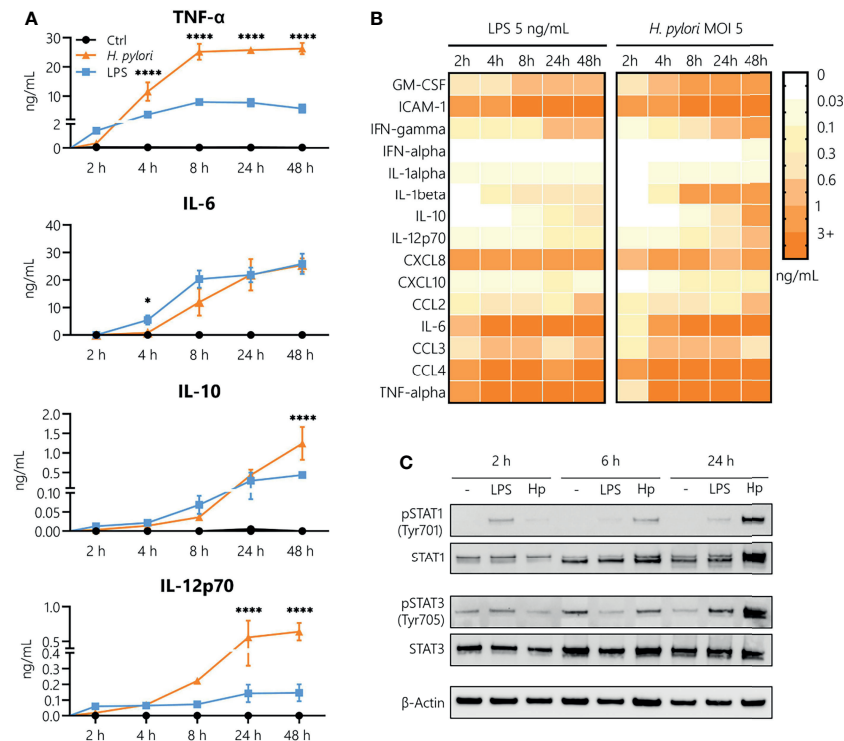 A
TNF-α
Ctrl
H. pylori
LPS
ng/mL
30
20
10
2
0
****
****
****
****
2 h
4 h
8 h
24 h
48 h
IL-6
ng/mL
40
30
20
10
0
*
2 h
4 h
8 h
24 h
48 h
IL-10
ng/mL
2.0
1.5
1.0
0.5
0.10
0.05
0.00
****
2 h
4 h
8 h
24 h
48 h
IL-12p70
ng/mL
1.0
0.5
0.4
0.3
0.2
0.1
0.0
****
****
2 h
4 h
8 h
24 h
48 h
B
LPS 5 ng/mL
H. pylori MOI 5
2h 4h 8h 24h 48h
2h 4h 8h 24h 48h
GM-CSF
ICAM-1
IFN-gamma
IFN-alpha
IL-1alpha
IL-1beta
IL-10
IL-12p70
CXCL8
CXCL10
CCL2
IL-6
CCL3
CCL4
TNF-alpha
0
0.03
0.1
0.3
0.6
1
3+
ng/mL
C
2 h
6 h
24 h
- LPS Hp - LPS Hp - LPS Hp
pSTAT1
(Tyr701)
STAT1
pSTAT3
(Tyr705)
STAT3
β-Actin